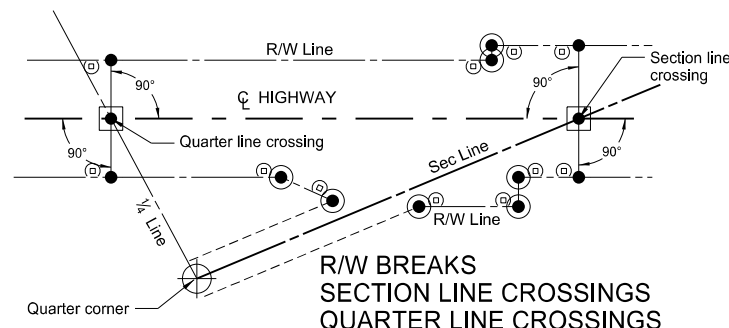 R/W Line
90°
90°
℄ HIGHWAY
Section line
crossing
Quarter line crossing
90°
90°
Sec Line
1/4 Line
R/W Line
Quarter corner
R/W BREAKS
SECTION LINE CROSSINGS
QUARTER LINE CROSSINGS